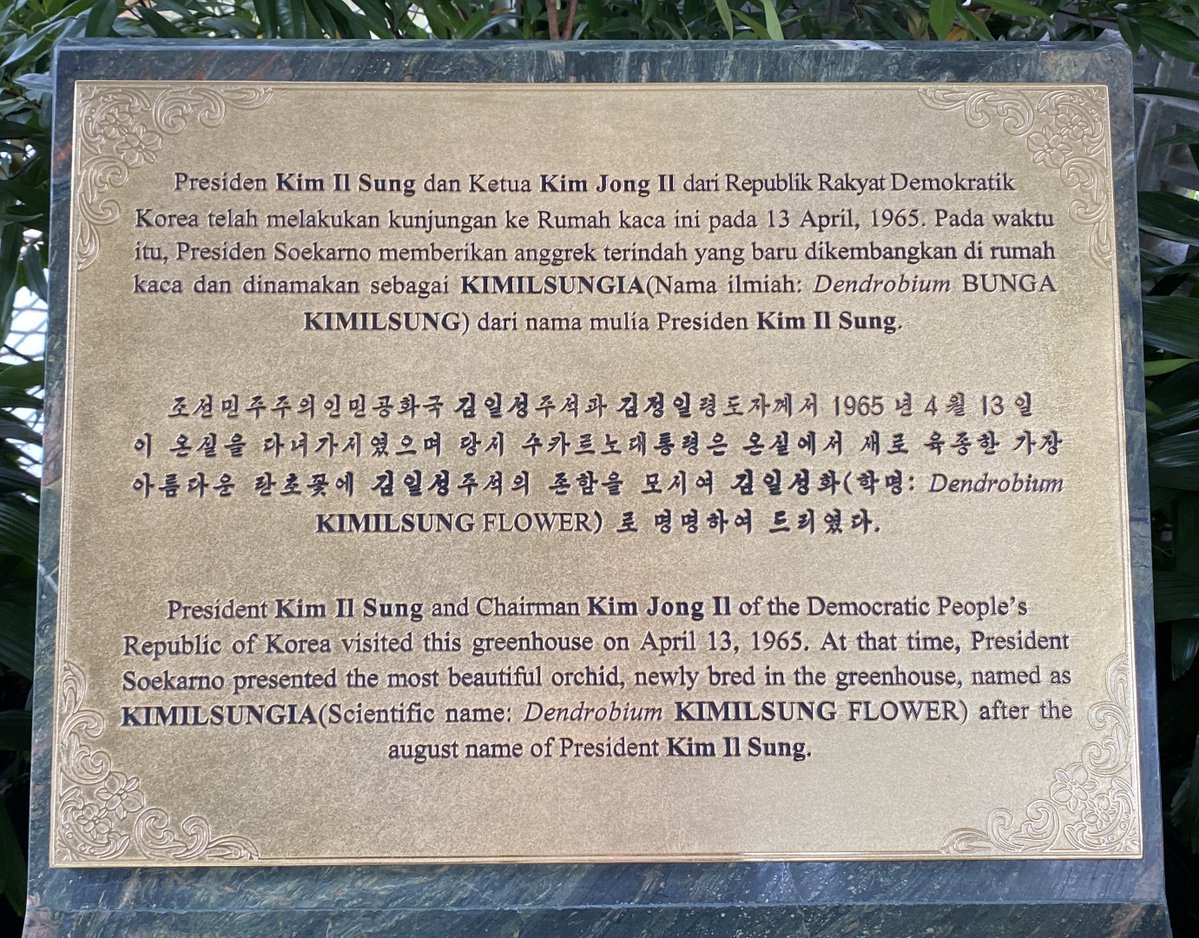 Presiden Kim Il Sung dan Ketua Kim Jong Il dari Republik Rakyat Demokratik
Korea telah melakukan kunjungan ke Rumah kaca ini pada 13 April, 1965. Pada waktu
itu, Presiden Soekarno memberikan anggrek terindah yang baru dikembangkan di rumah
kaca dan dinamakan sebagai KIMILSUNGIA(Nama ilmiah: Dendrobium BUNGA
KIMILSUNG) dari nama mulia Presiden Kim Il Sung.
조선민주주의인민공화국 김일성주석과 김정일령도자께서 1965 년 4 월 13 일
이 온실을 다녀가시였으며 당시 수카르노대통령은 온실에서 새로 육종한 가장
아름다운 란초꽃에 김일성주석의 존함을 모시여 김일성화(학명: Dendrobium
KIMILSUNG FLOWER) 로 명명하여 드리였다.
President Kim Il Sung and Chairman Kim Jong Il of the Democratic People's
Republic of Korea visited this greenhouse on April 13, 1965. At that time, President
Soekarno presented the most beautiful orchid, newly bred in the greenhouse, named as
KIMILSUNGIA(Scientific name: Dendrobium KIMILSUNG FLOWER) after the
august name of President Kim Il Sung.